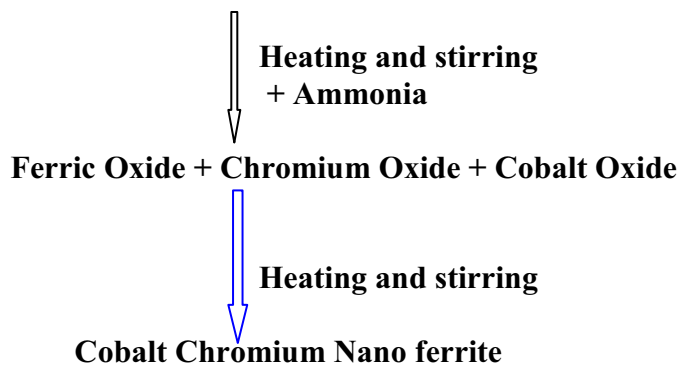 Heating and stirring
+ Ammonia
Ferric Oxide + Chromium Oxide + Cobalt Oxide
Heating and stirring
Cobalt Chromium Nano ferrite